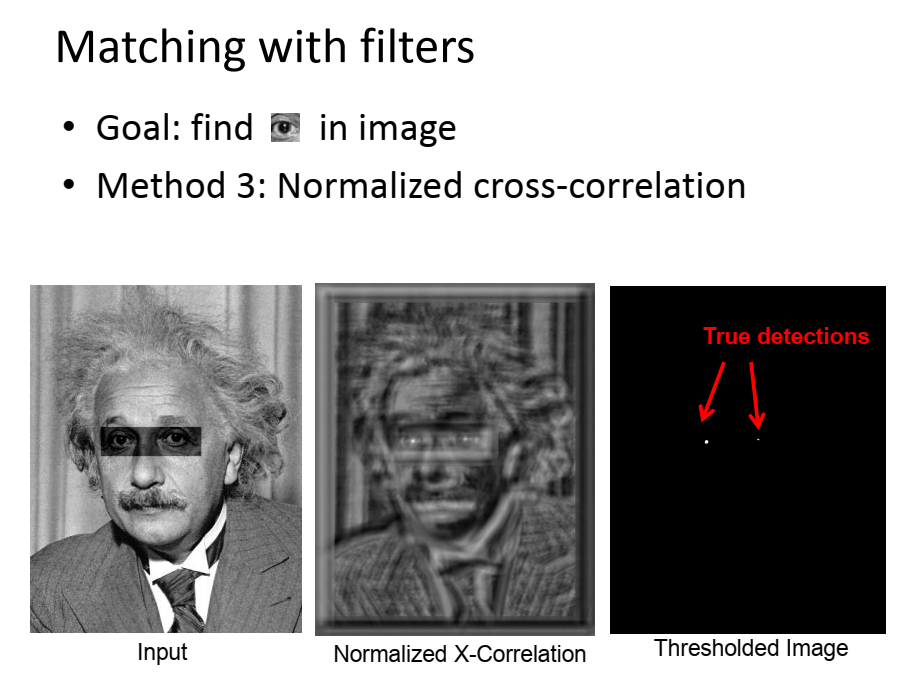 Matching with filters
• Goal: find in image
• Method 3: Normalized cross-correlation
True detections
Input
Normalized X-Correlation
Thresholded Image